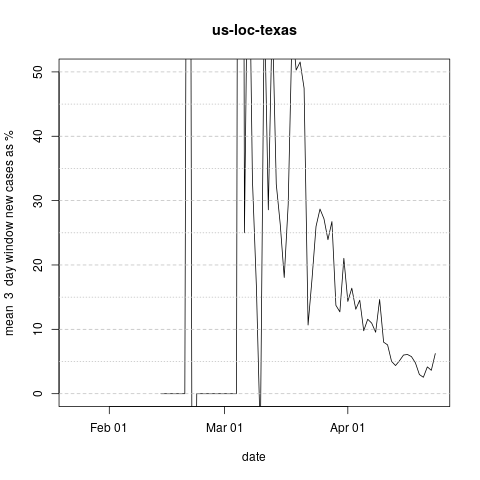 us-loc-texas
mean 3 day window new cases as %
50
40
30
20
10
0
Feb 01
Mar 01
Apr 01
date